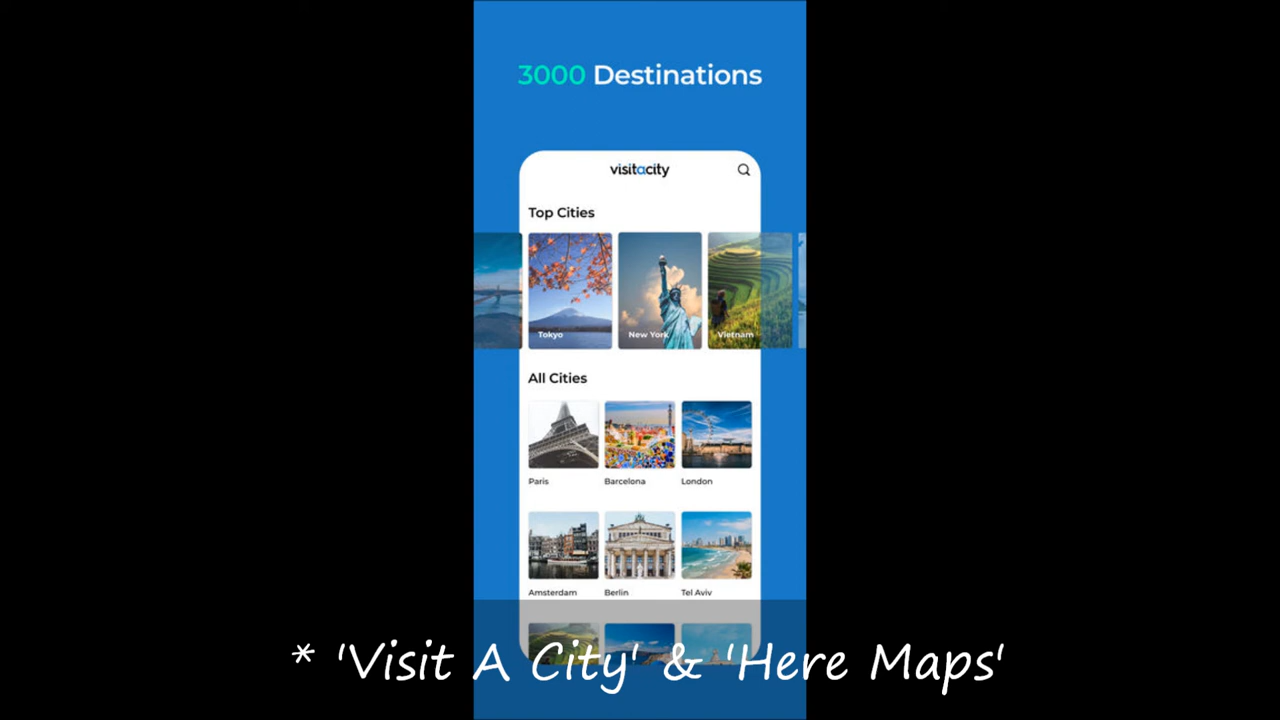 3000 Destinations
visitacity
Top Cities
Tokyo
New York
Vietnam
All Cities
Paris
Barcelona
London
Amsterdam
Berlin
Tel Aviv
* 'Visit A City' & 'Here Maps'